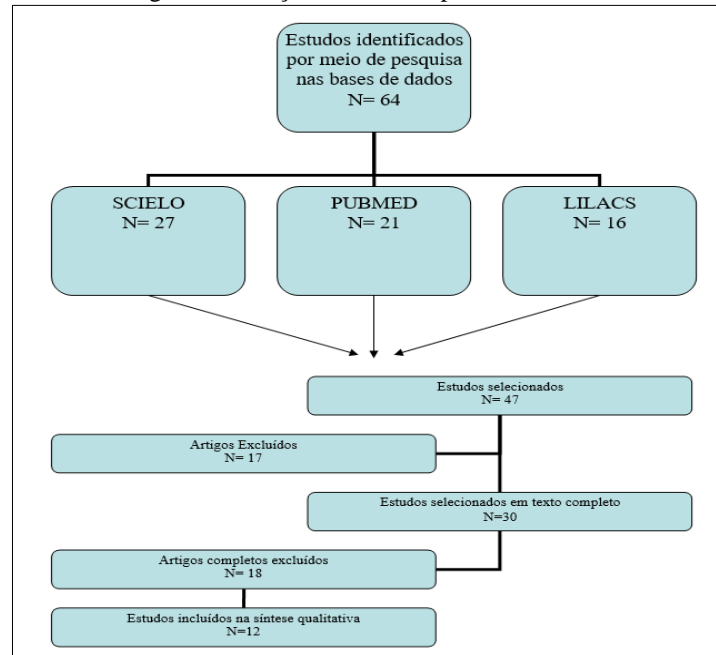 Estudos identificados
por meio de pesquisa
nas bases de dados
N= 64
SCIELO
N= 27
PUBMED
N= 21
LILACS
N= 16
Estudos selecionados
N= 47
Artigos Excluídos
N= 17
Estudos selecionados em texto completo
N=30
Artigos completos excluídos
N= 18
Estudos incluídos na síntese qualitativa
N=12